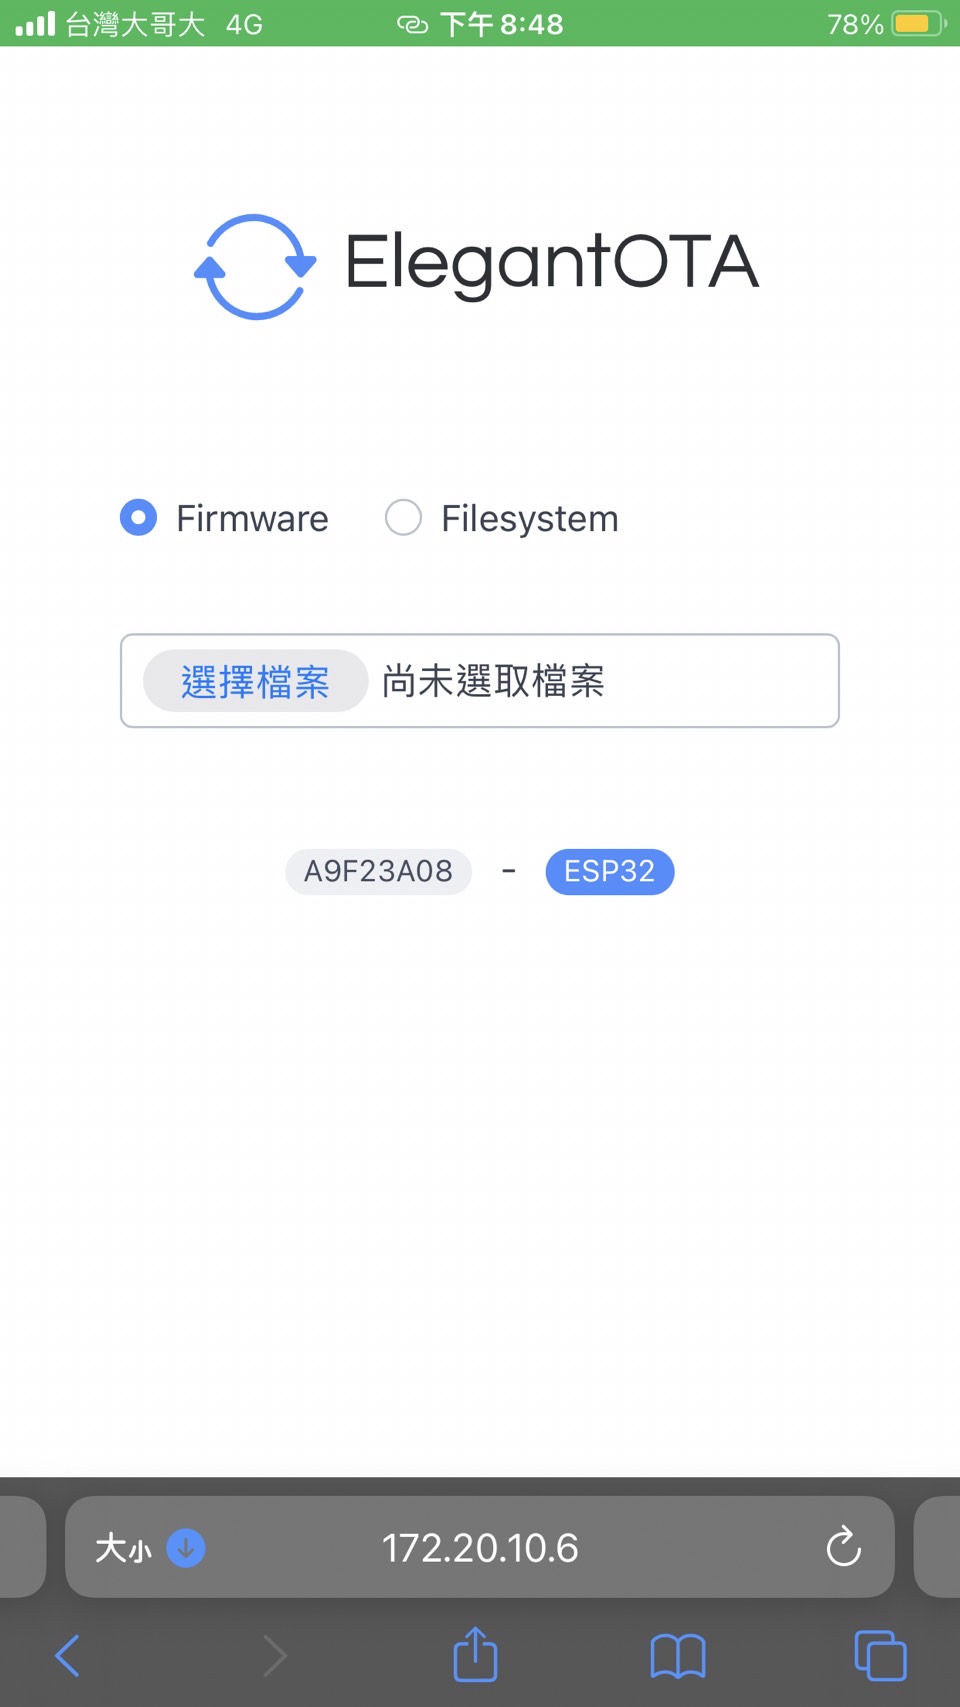 台灣大哥大 4G 下午 8:48 78%
ElegantOTA
Firmware Filesystem
選擇檔案 尚未選取檔案
A9F23A08 - ESP32
大小 172.20.10.6